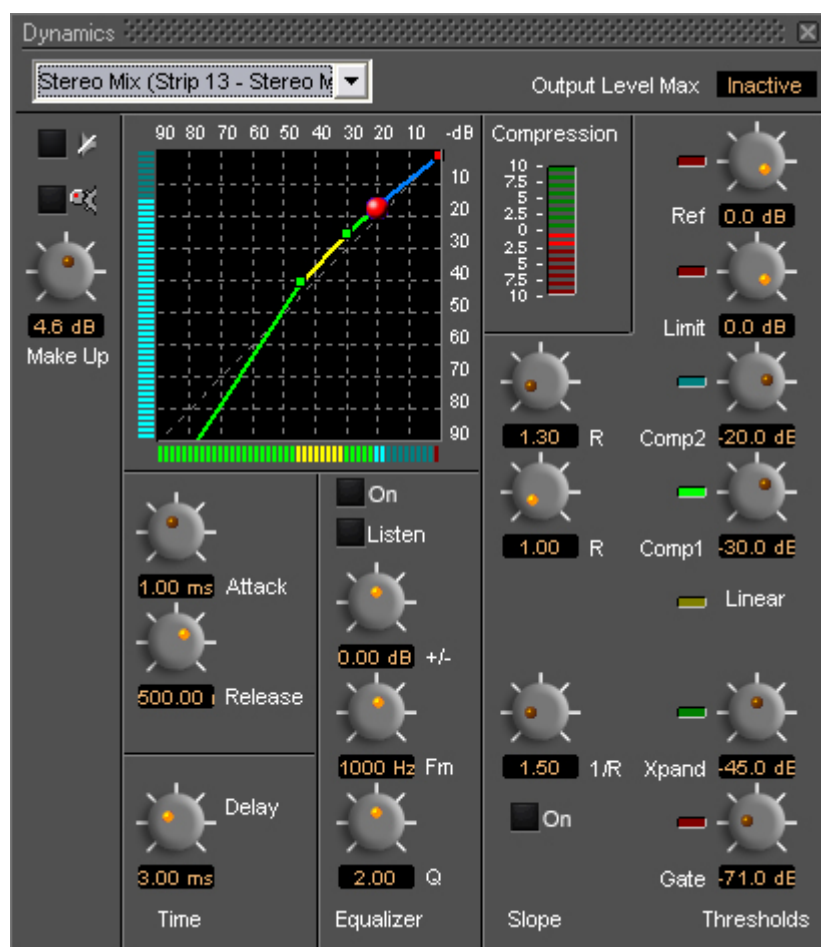 Dynamics
Stereo Mix (Strip 13 - Stereo M
Output Level Max Inactive
90 80 70 60 50 40 30 20 10 -dB
10
20
30
40
50
60
70
80
90
Compression
10
7.5
5
2.5
0
2.5
5
7.5
10
Ref 0.0 dB
4.6 dB
Make Up
Limit 0.0 dB
1.30 R
Comp2 -20.0 dB
1.00 R
Comp1 -30.0 dB
Linear
On
Listen
1.00 ms Attack
0.00 dB +/-
500.00 Release
1000 Hz Fm
1.50 1/R
Xpand -45.0 dB
On
Delay
3.00 ms
2.00 Q
Gate -71.0 dB
Time
Equalizer
Slope
Thresholds